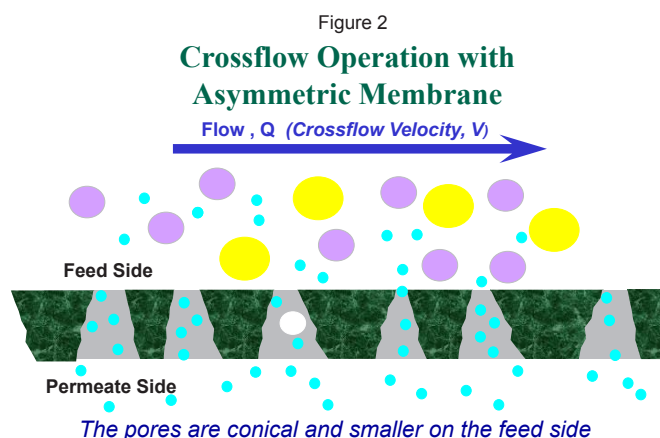 Figure 2
Crossflow Operation with
Asymmetric Membrane
Flow , Q (Crossflow Velocity, V)
Feed Side
Permeate Side
The pores are conical and smaller on the feed side